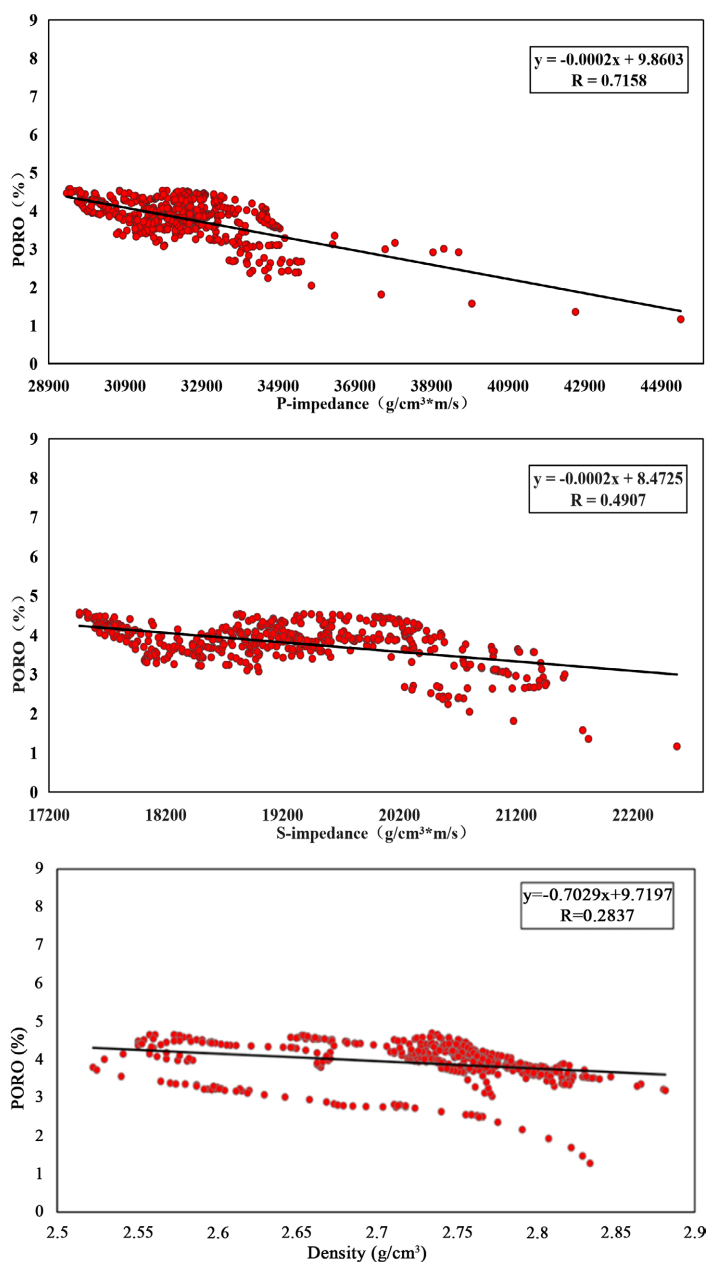 9
y = -0.0002x + 9.8603
8
R = 0.7158
7
6
5
4
3
2
1
0
PORO（%）
28900 30900 32900 34900 36900 38900 40900 42900 44900
P-impedance（g/cm³*m/s）
9
y = -0.0002x + 8.4725
8
R = 0.4907
7
6
5
4
3
2
1
0
PORO（%）
17200 18200 19200 20200 21200 22200
S-impedance（g/cm³*m/s）
9
y=-0.7029x+9.7197
8
R=0.2837
7
6
5
4
3
2
1
0
PORO (%)
2.5 2.55 2.6 2.65 2.7 2.75 2.8 2.85 2.9
Density (g/cm³)